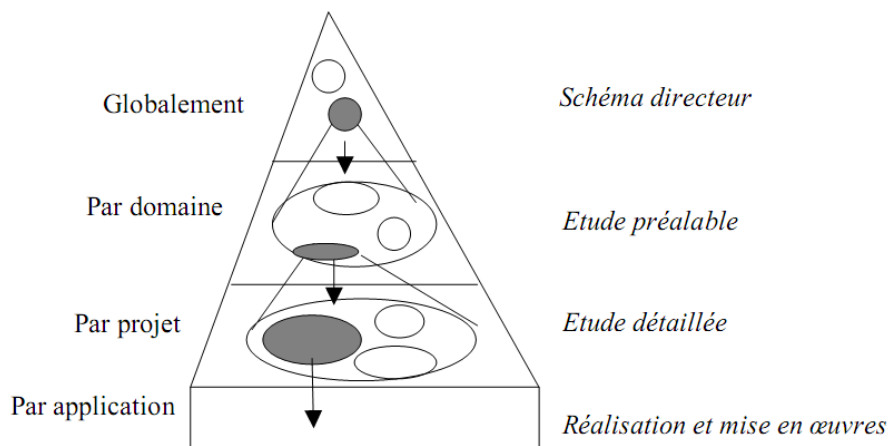 Globalement
Schéma directeur
Par domaine
Etude préalable
Par projet
Etude détaillée
Par application
Réalisation et mise en œuvres